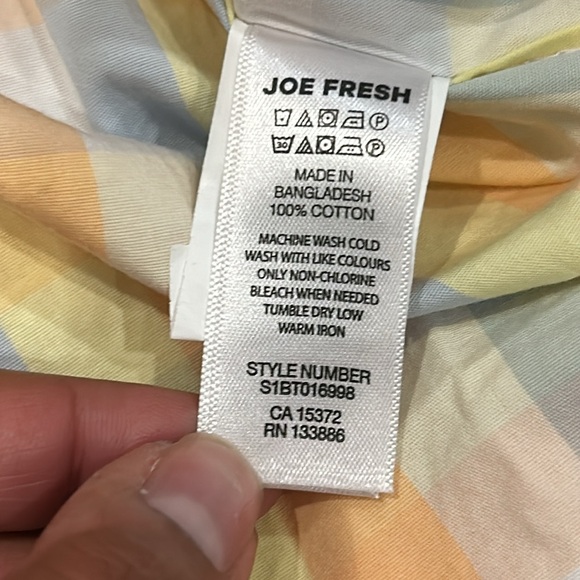 JOE FRESH
P
30 P
MADE IN
BANGLADESH
100% COTTON
MACHINE WASH COLD
WASH WITH LIKE COLOURS
ONLY NON-CHLORINE
BLEACH WHEN NEEDED
TUMBLE DRY LOW
WARM IRON
STYLE NUMBER
S1BT016998
CA 15372
RN 133886